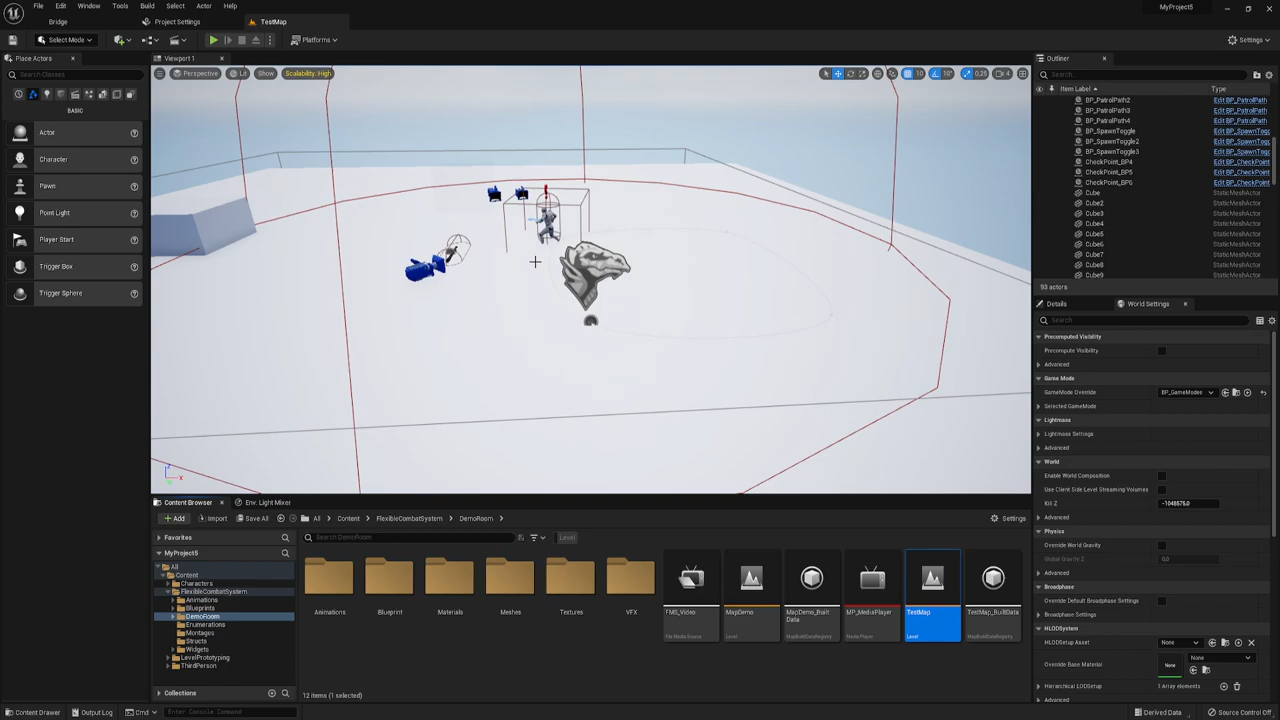 File Edit Window Tools Build Select Actor Help
MyProject5
Bridge Project Settings TestMap
Select Mode Platforms Settings
Place Actors
Search Classes
BASIC
Actor
Character
Pawn
Point Light
Player Start
Trigger Box
Trigger Sphere
Viewport 1
Perspective Lit Show Scalability: High
10 10° 0.25 4
Outliner
Search...
Item Label Type
BP_PatrolPath2 Edit BP_PatrolPath
BP_PatrolPath3 Edit BP_PatrolPath
BP_PatrolPath4 Edit BP_PatrolPath
BP_SpawnToggle Edit BP_SpawnTogg
BP_SpawnToggle2 Edit BP_SpawnTogg
BP_SpawnToggle3 Edit BP_SpawnTogg
CheckPoint_BP4 Edit BP_CheckPoint
CheckPoint_BP5 Edit BP_CheckPoint
CheckPoint_BP6 Edit BP_CheckPoint
Cube StaticMeshActor
Cube2 StaticMeshActor
Cube3 StaticMeshActor
Cube4 StaticMeshActor
Cube5 StaticMeshActor
Cube6 StaticMeshActor
Cube7 StaticMeshActor
Cube8 StaticMeshActor
Cube9 StaticMeshActor
93 actors
Details World Settings
Search
Precomputed Visibility
Precompute Visibility
Advanced
Game Mode
GameMode Override BP_GameModes
Selected GameMode
Lightmass
Lightmass Settings
Advanced
World
Enable World Composition
Use Client Side Level Streaming Volumes
Kill Z -1048575.0
Advanced
Physics
Override World Gravity
Global Gravity Z 0.0
Advanced
Broadphase
Override Default Broadphase Settings
Broadphase Settings
HLODSystem
HLODSetup Asset None
Override Base Material None None
Hierarchical LODSetup 1 Array elements
Advanced
Content Browser Env. Light Mixer
Add Import Save All All Content FlexibleCombatSystem DemoRoom Settings
Favorites
MyProject5
All
Content
Characters
FlexibleCombatSystem
Animations
Blueprints
DemoRoom
Enumerations
Montages
Structs
Widgets
LevelPrototyping
ThirdPerson
Collections
Search DemoRoom Level
Animations Blueprint Materials Meshes Textures VFX
FMS_Video
File Media Source
MapDemo
Level
MapDemo_Built
Data
MapBuildDataRegistry
MP_MediaPlayer
Media Player
TestMap
Level
TestMap_BuiltData
MapBuildDataRegistry
12 items (1 selected)
Content Drawer Output Log Cmd Enter Console Command Derived Data Source Control Off